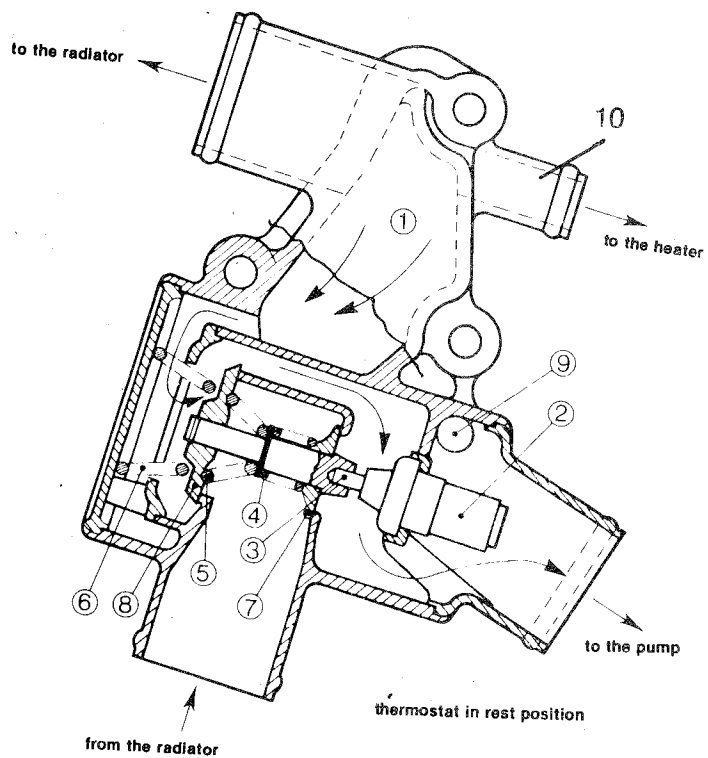 to the radiator
10
①
to the heater
⑨
②
④
③
⑤
⑥
⑧
⑦
to the pump
thermostat in rest position
from the radiator